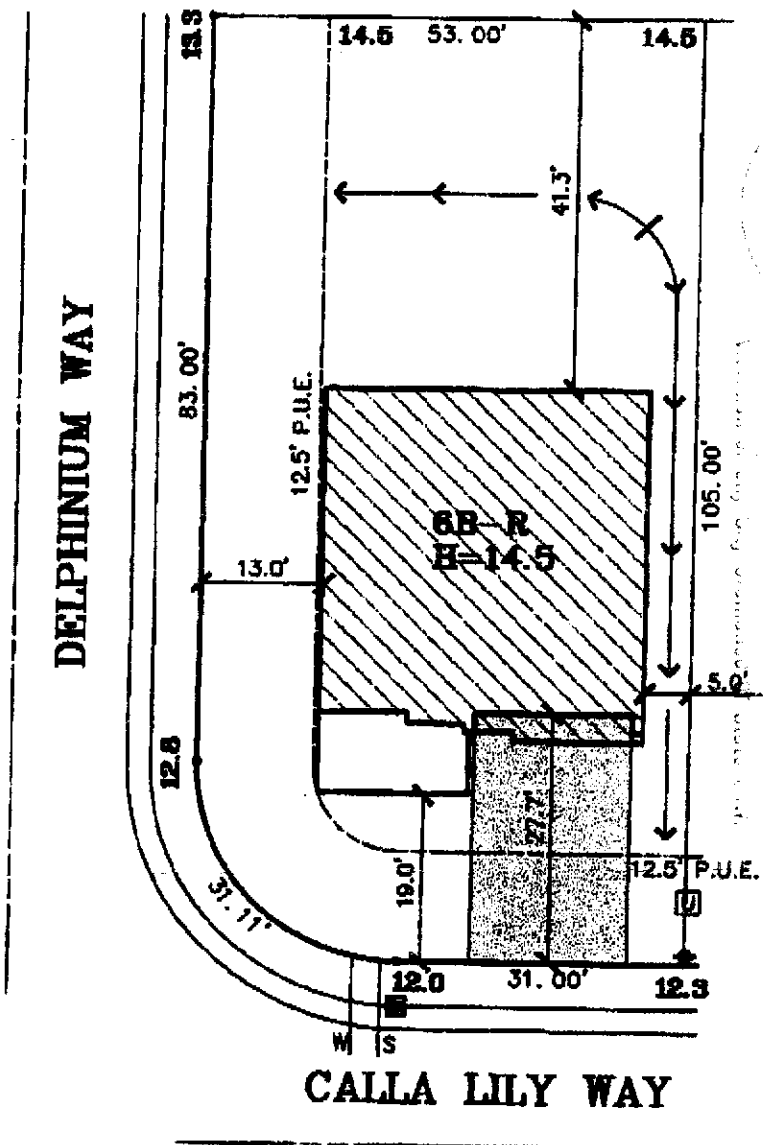 14.5 53.00' 14.5
41.3'
DELPHINIUM WAY
83.00'
12.5' P.U.E.
105.00'
6B-R
H=14.5
13.0'
5.0'
12.8
27.7'
12.5' P.U.E.
19.0'
31.11'
U
12.0 31.00' 12.3
W S
CALLA LILY WAY